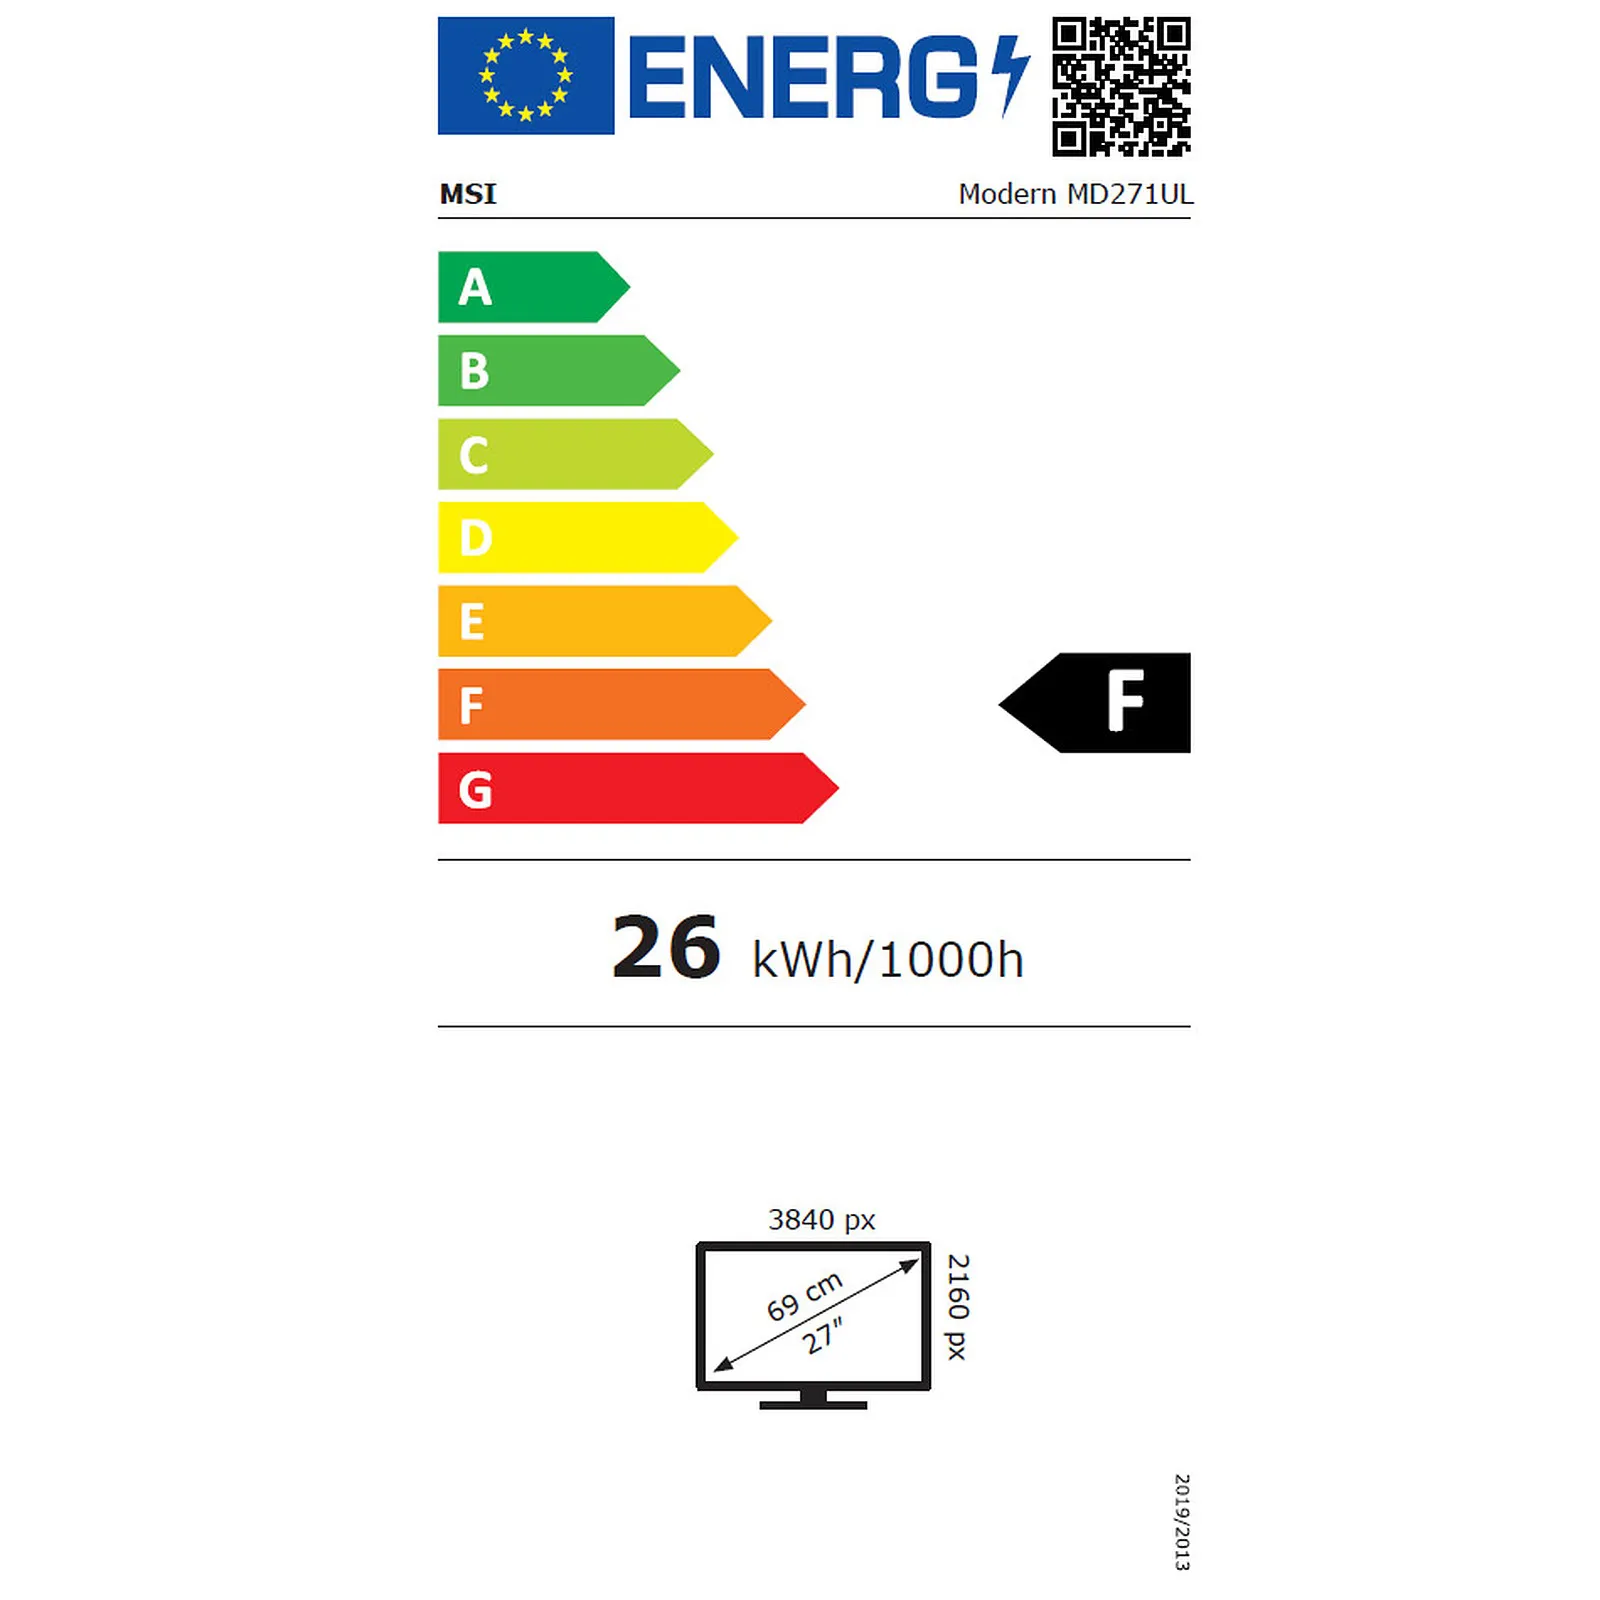 ENERG
MSI
Modern MD271UL
A
B
C
D
E
F
F
G
26 kWh/1000h
3840 px
2160 px
69 cm
27"
2019/2013